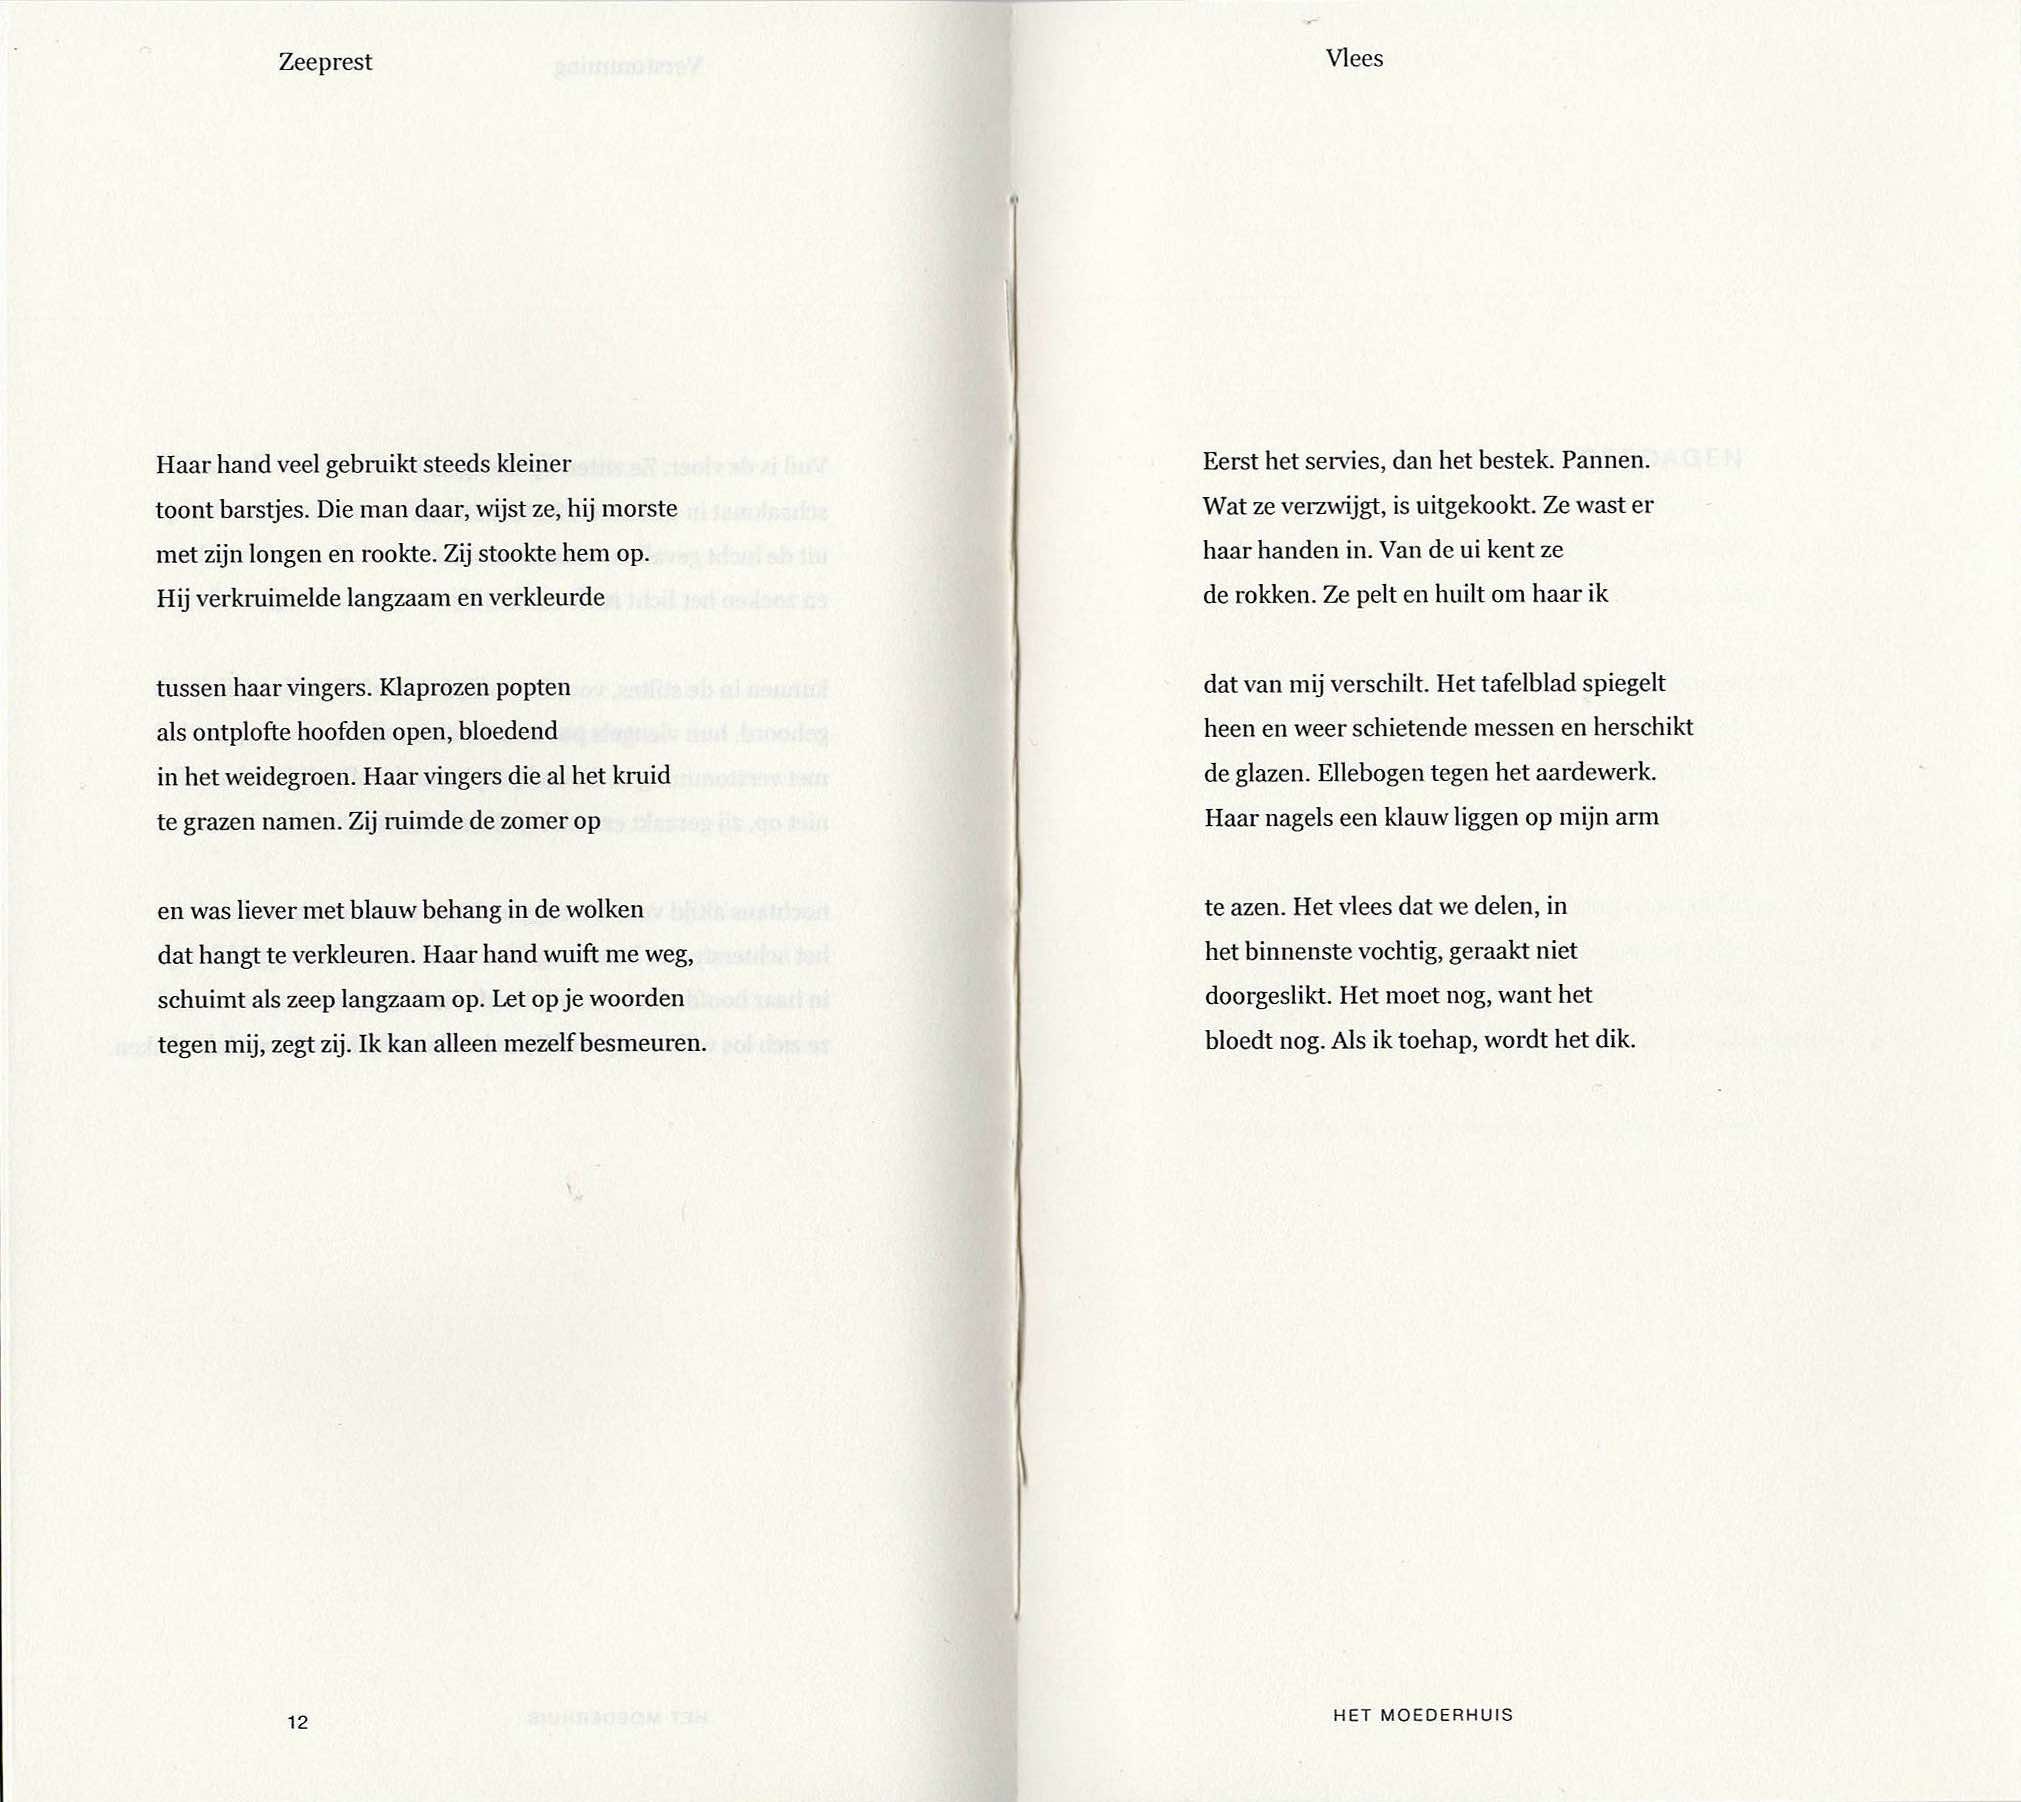 Zeeprest
Haar hand veel gebruikt steeds kleiner
toont barstjes. Die man daar, wijst ze, hij morste
met zijn longen en rookte. Zij stookte hem op.
Hij verkruimelde langzaam en verkleurde
tussen haar vingers. Klaprozen popten
als ontplofte hoofden open, bloedend
in het weidegroen. Haar vingers die al het kruid
te grazen namen. Zij ruimde de zomer op
en was liever met blauw behang in de wolken
dat hangt te verkleuren. Haar hand wuift me weg,
schuimt als zeep langzaam op. Let op je woorden
tegen mij, zegt zij. Ik kan alleen mezelf besmeuren.
12
Vlees
Eerst het servies, dan het bestek. Pannen.
Wat ze verzwijgt, is uitgekookt. Ze wast er
haar handen in. Van de ui kent ze
de rokken. Ze pelt en huilt om haar ik
dat van mij verschilt. Het tafelblad spiegelt
heen en weer schietende messen en herschikt
de glazen. Ellebogen tegen het aardewerk.
Haar nagels een klauw liggen op mijn arm
te azen. Het vlees dat we delen, in
het binnenste vochtig, geraakt niet
doorgeslikt. Het moet nog, want het
bloedt nog. Als ik toehap, wordt het dik.
HET MOEDERHUIS